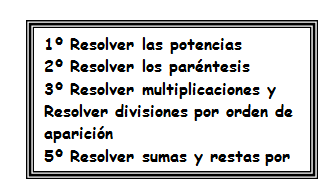 1º Resolver las potencias
2º Resolver los paréntesis
3º Resolver multiplicaciones y
Resolver divisiones por orden de
aparición
5º Resolver sumas y restas por